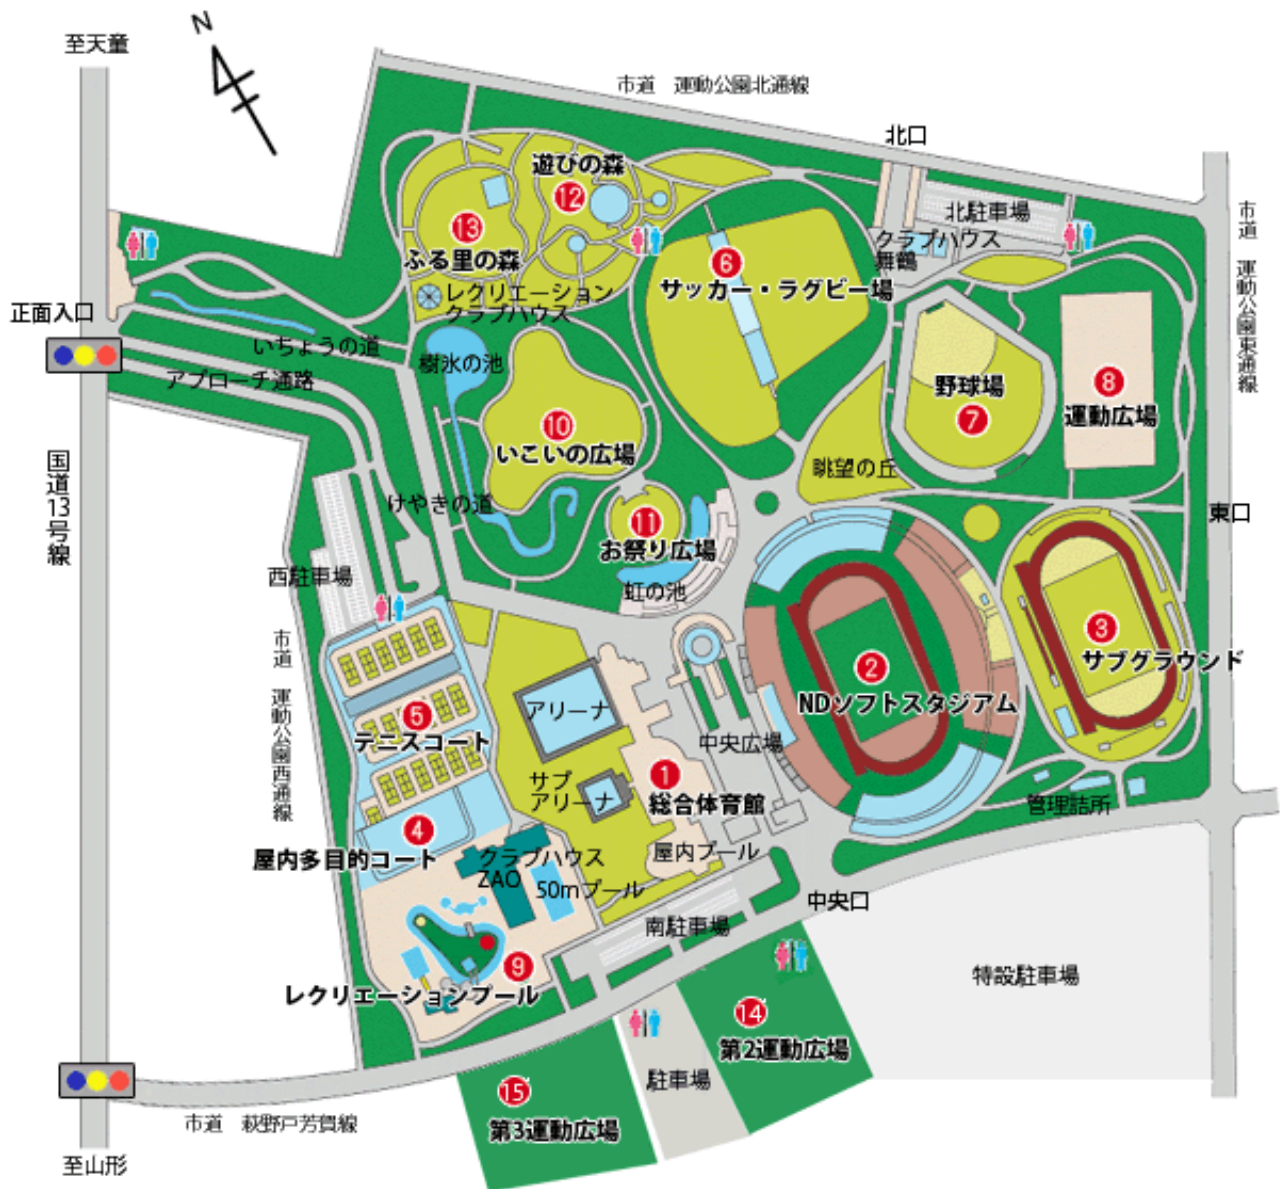 N
至天童
市道　運動公園北通線
北口
遊びの森
⑫
北駐車場
市道　運動公園東通線
⑬
クラブハウス
舞鶴
ふる里の森
⑥
サッカー・ラグビー場
レクリエーション
クラブハウス
正面入口
いちょうの道
樹氷の池
アプローチ通路
野球場
⑦
⑧
運動広場
⑩
いこいの広場
眺望の丘
国道13号線
けやきの道
⑪
お祭り広場
東口
西駐車場
虹の池
市道　運動公園西通線
③
サブグラウンド
②
NDソフトスタジアム
アリーナ
⑤
テニスコート
中央広場
サブ
アリーナ
①
総合体育館
管理詰所
④
屋内多目的コート
クラブハウス
ZAO
屋内プール
50mプール
中央口
南駐車場
⑨
レクリエーションプール
特設駐車場
⑭
第2運動広場
駐車場
⑮
第3運動広場
市道　萩野戸芳賀線
至山形